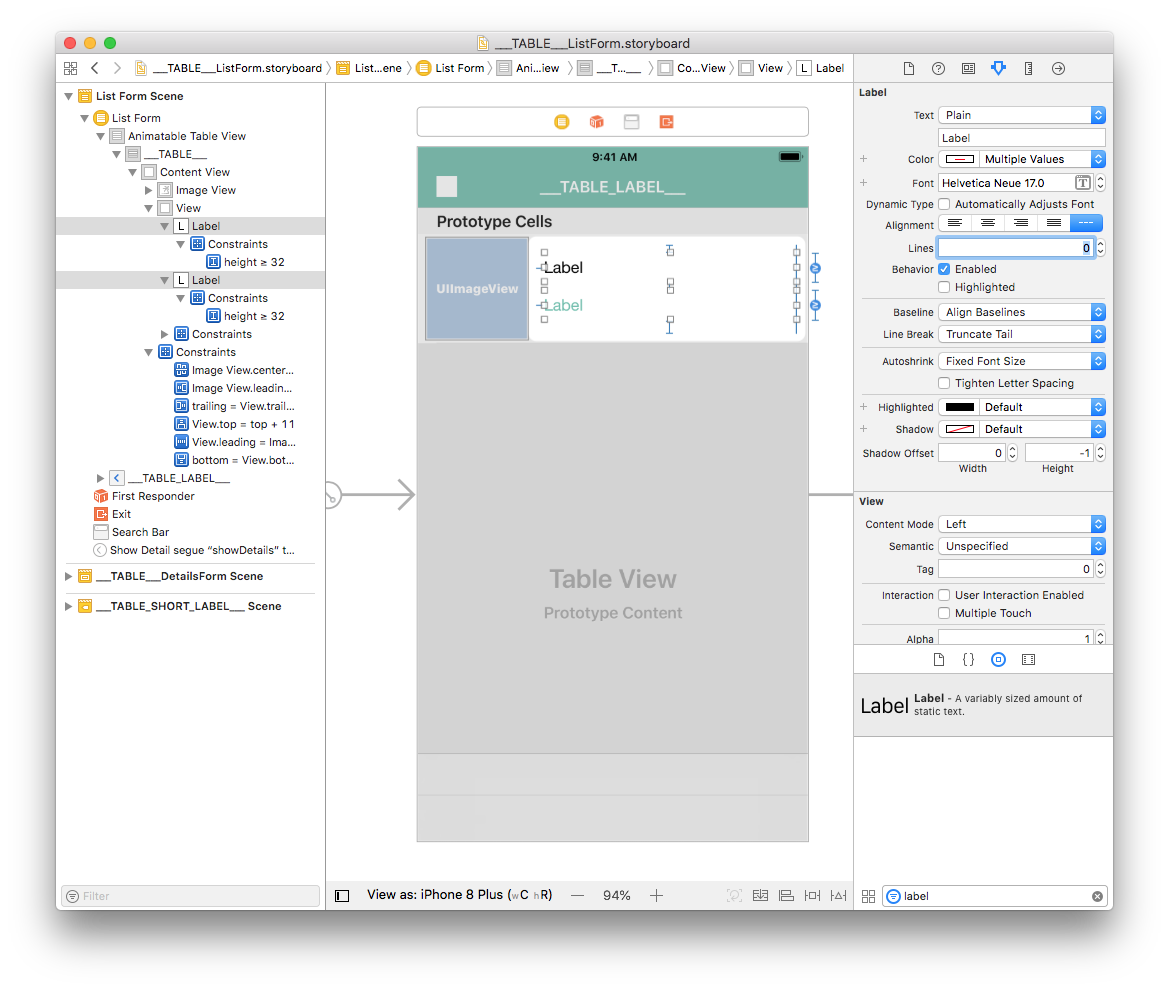 ___TABLE___ListForm.storyboard
___TABLE___ListForm.storyboard
List...ene
List Form
Ani...iew
__T...___
Co...View
View
L Label
List Form Scene
List Form
Animatable Table View
___TABLE___
Content View
Image View
View
L Label
Constraints
height ≥ 32
L Label
Constraints
height ≥ 32
Constraints
Constraints
Image View.center...
Image View.leadin...
trailing = View.trail...
View.top = top + 11
View.leading = Ima...
bottom = View.bot...
___TABLE_LABEL___
First Responder
Exit
Search Bar
Show Detail segue “showDetails” t...
___TABLE___DetailsForm Scene
___TABLE_SHORT_LABEL___ Scene
Filter
9:41 AM
___TABLE_LABEL___
Prototype Cells
UIImageView
Label
Label
Table View
Prototype Content
View as: iPhone 8 Plus (wC hR)
94%
Label
Text Plain
Label
Color Multiple Values
Font Helvetica Neue 17.0 T
Dynamic Type Automatically Adjusts Font
Alignment
Lines 0
Behavior Enabled
Highlighted
Baseline Align Baselines
Line Break Truncate Tail
Autoshrink Fixed Font Size
Tighten Letter Spacing
Highlighted Default
Shadow Default
Shadow Offset 0 -1
Width Height
View
Content Mode Left
Semantic Unspecified
Tag 0
Interaction User Interaction Enabled
Multiple Touch
Alpha 1
Label
Label - A variably sized amount of
static text.
label